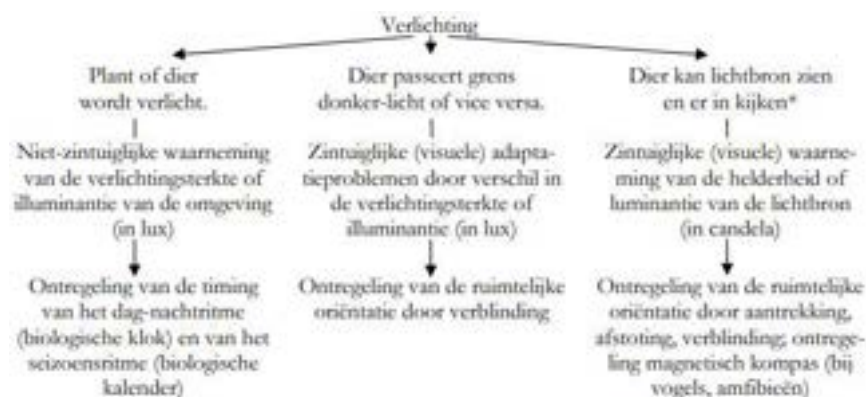 Verlichting
Plant of dier
wordt verlicht.
Niet-zintuiglijke waarneming
van de verlichtingsterkte of
illuminantie van de omgeving
(in lux)
Ontregeling van de timing
van het dag-nachtritme
(biologische klok) en van het
seizoensritme (biologische
kalender)
Dier passeert grens
donker-licht of vice versa.
Zintuiglijke (visuele) adapta-
tieproblemen door verschil in
de verlichtingsterkte of
illuminantie (in lux)
Ontregeling van de ruimtelijke
oriëntatie door verblinding
Dier kan lichtbron zien
en er in kijken*
Zintuiglijke (visuele) waarne-
ming van de helderheid of
luminantie van de lichtbron
(in candela)
Ontregeling van de ruimtelijke
oriëntatie door aantrekking,
afstoting, verblinding; ontrege-
ling magnetisch kompas (bij
vogels, amfibieën)